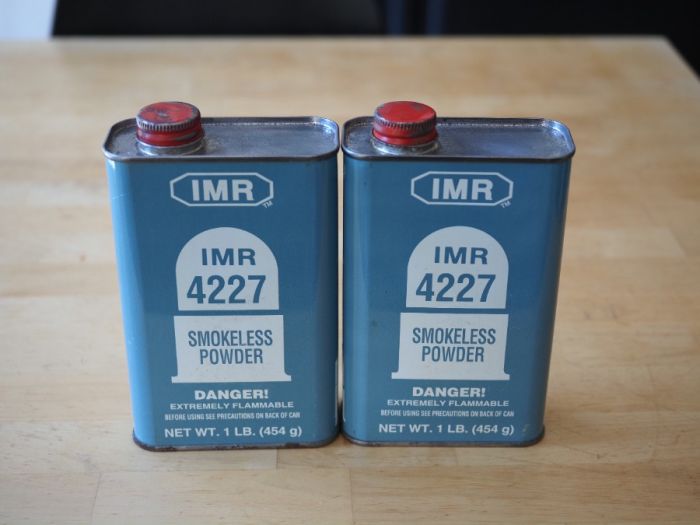 IMR
TM
IMR
4227
SMOKELESS
POWDER
DANGER!
EXTREMELY FLAMMABLE
BEFORE USING SEE PRECAUTIONS ON BACK OF CAN
NET WT. 1 LB. (454 g)
IMR
TM
IMR
4227
SMOKELESS
POWDER
DANGER!
EXTREMELY FLAMMABLE
BEFORE USING SEE PRECAUTIONS ON BACK OF CAN
NET WT. 1 LB. (454 g)